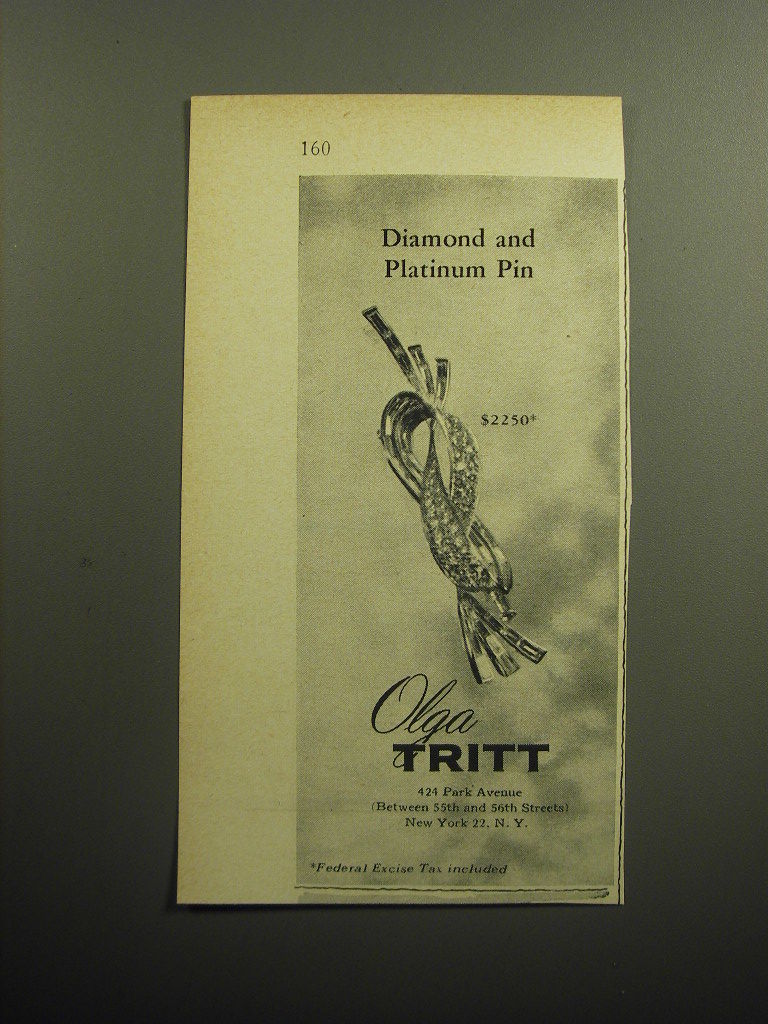 160
Diamond and
Platinum Pin
$2250*
Olga
TRITT
424 Park Avenue
(Between 55th and 56th Streets)
New York 22, N. Y.
*Federal Excise Tax included